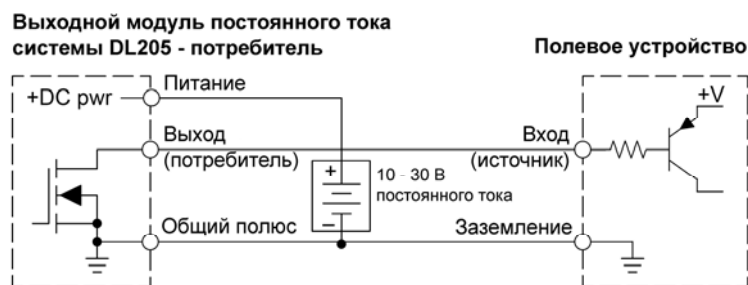 Выходной модуль постоянного тока
системы DL205 - потребитель
Полевое устройство
+DC pwr
Питание
+V
Выход
(потребитель)
Вход
(источник)
+
10 - 30 В
постоянного тока
–
Общий полюс
Заземление